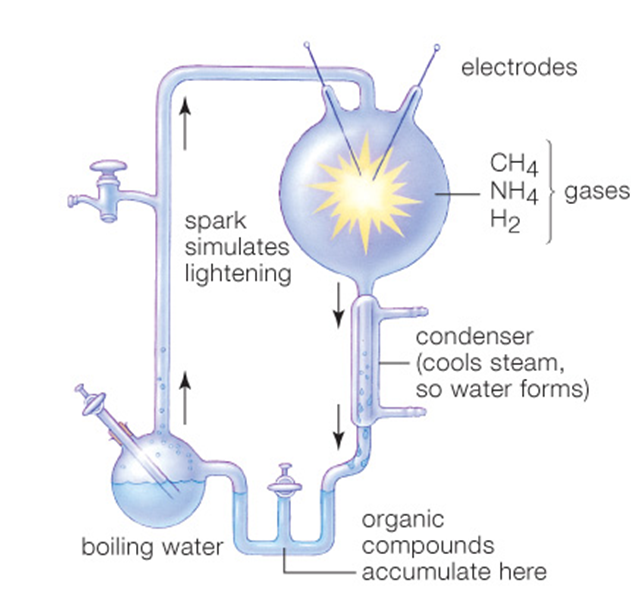 electrodes
CH4
NH4
H2
gases
spark
simulates
lightening
condenser
(cools steam,
so water forms)
boiling water
organic
compounds
accumulate here